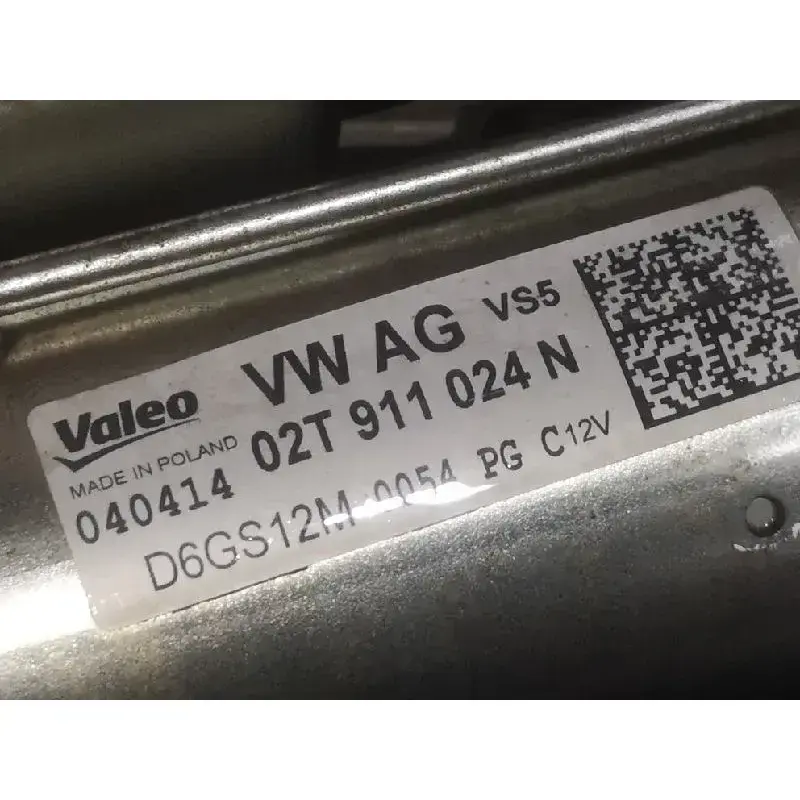 Valeo VW AG VS5
MADE IN POLAND 02T 911 024 N
040414
D6GS12M 0054 PG C12V